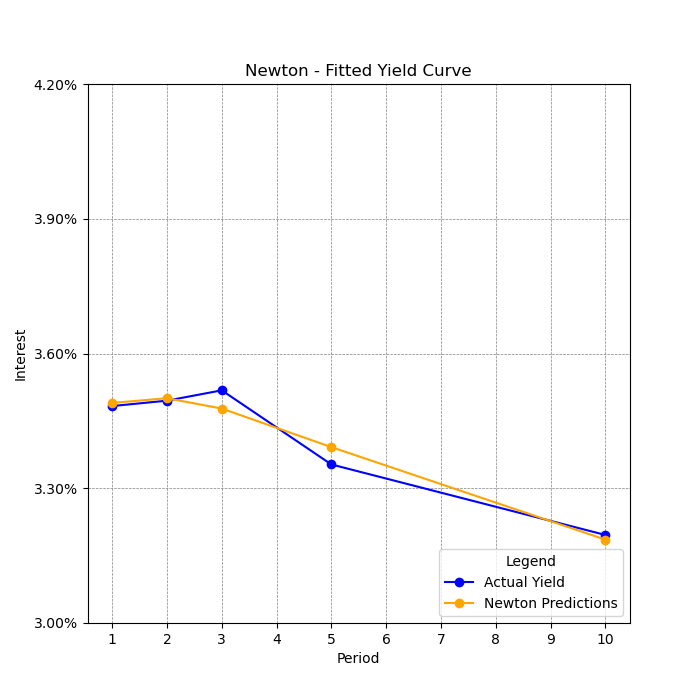 Newton - Fitted Yield Curve
4.20%
3.90%
3.60%
3.30%
3.00%
Interest
1 2 3 4 5 6 7 8 9 10
Period
Legend
Actual Yield
Newton Predictions